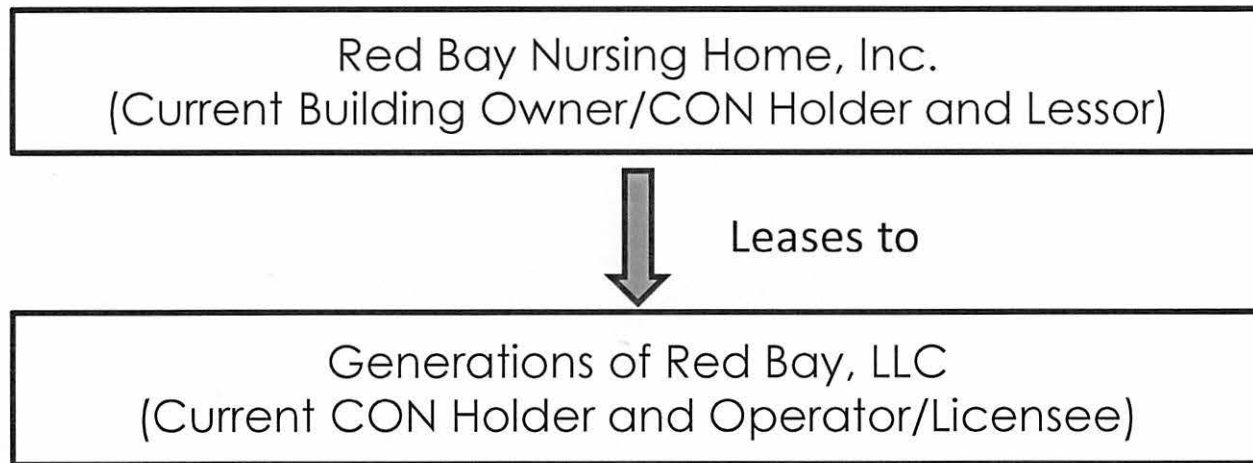 Red Bay Nursing Home, Inc.
(Current Building Owner/CON Holder and Lessor)
Leases to
Generations of Red Bay, LLC
(Current CON Holder and Operator/Licensee)